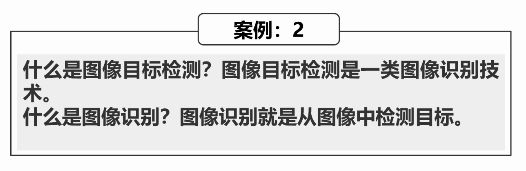 案例：2
什么是图像目标检测？图像目标检测是一类图像识别技
术。
什么是图像识别？图像识别就是从图像中检测目标。